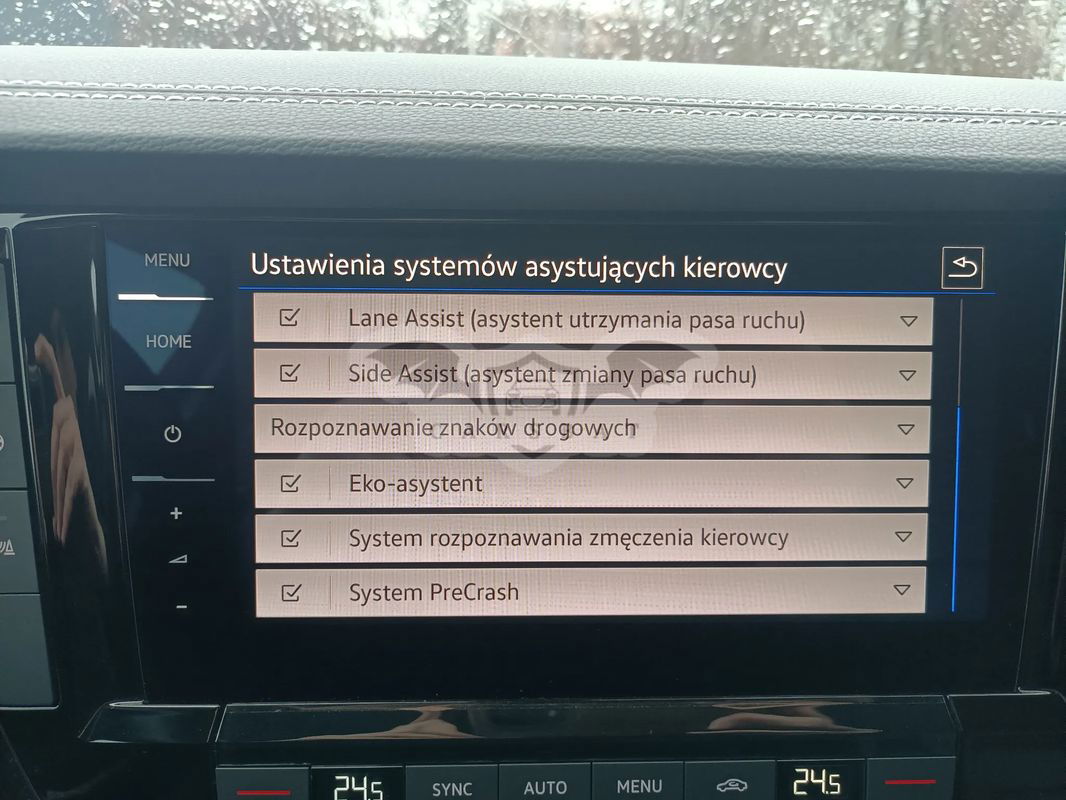 MENU
HOME
Ustawienia systemów asystujących kierowcy
Lane Assist (asystent utrzymania pasa ruchu)
Side Assist (asystent zmiany pasa ruchu)
Rozpoznawanie znaków drogowych
Eko-asystent
System rozpoznawania zmęczenia kierowcy
System PreCrash
24.5
SYNC
AUTO
MENU
24.5